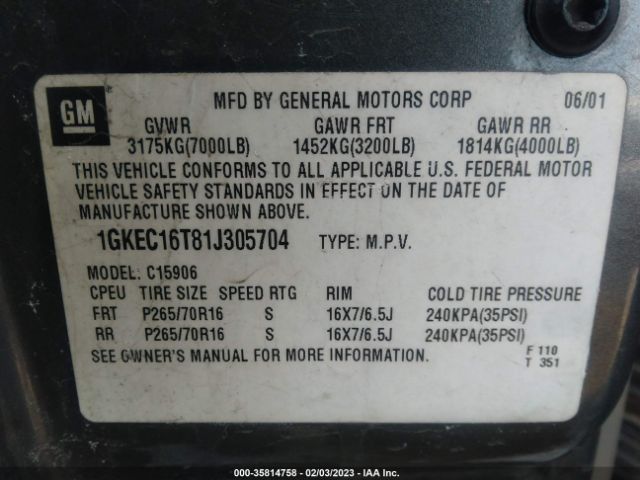 GM
MFD BY GENERAL MOTORS CORP 06/01
GVWR GAWR FRT GAWR RR
3175KG(7000LB) 1452KG(3200LB) 1814KG(4000LB)
THIS VEHICLE CONFORMS TO ALL APPLICABLE U.S. FEDERAL MOTOR
VEHICLE SAFETY STANDARDS IN EFFECT ON THE DATE OF
MANUFACTURE SHOWN ABOVE.
1GKEC16T81J305704 TYPE: M.P.V.
MODEL: C15906
CPEU TIRE SIZE SPEED RTG RIM COLD TIRE PRESSURE
FRT P265/70R16 S 16X7/6.5J 240KPA(35PSI)
RR P265/70R16 S 16X7/6.5J 240KPA(35PSI)
SEE OWNER'S MANUAL FOR MORE INFORMATION. F 110
T 351
000-35814758 - 02/03/2023 - IAA Inc.